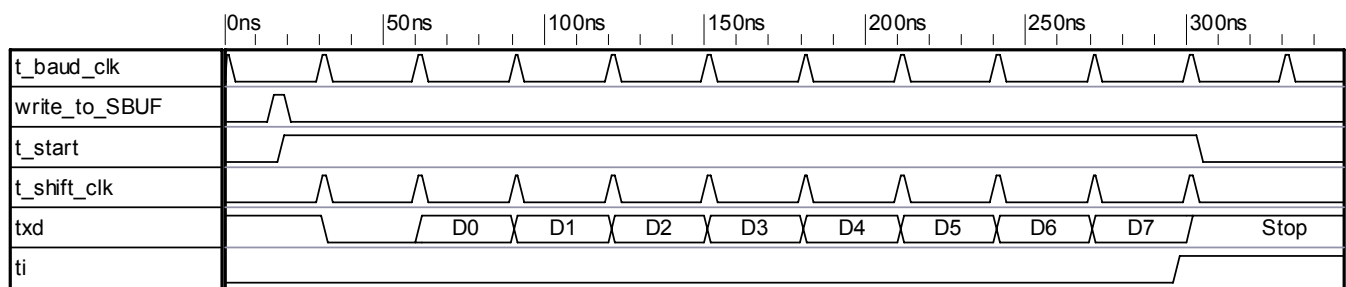 0ns 50ns 100ns 150ns 200ns 250ns 300ns
t_baud_clk
write_to_SBUF
t_start
t_shift_clk
txd D0 D1 D2 D3 D4 D5 D6 D7 Stop
ti